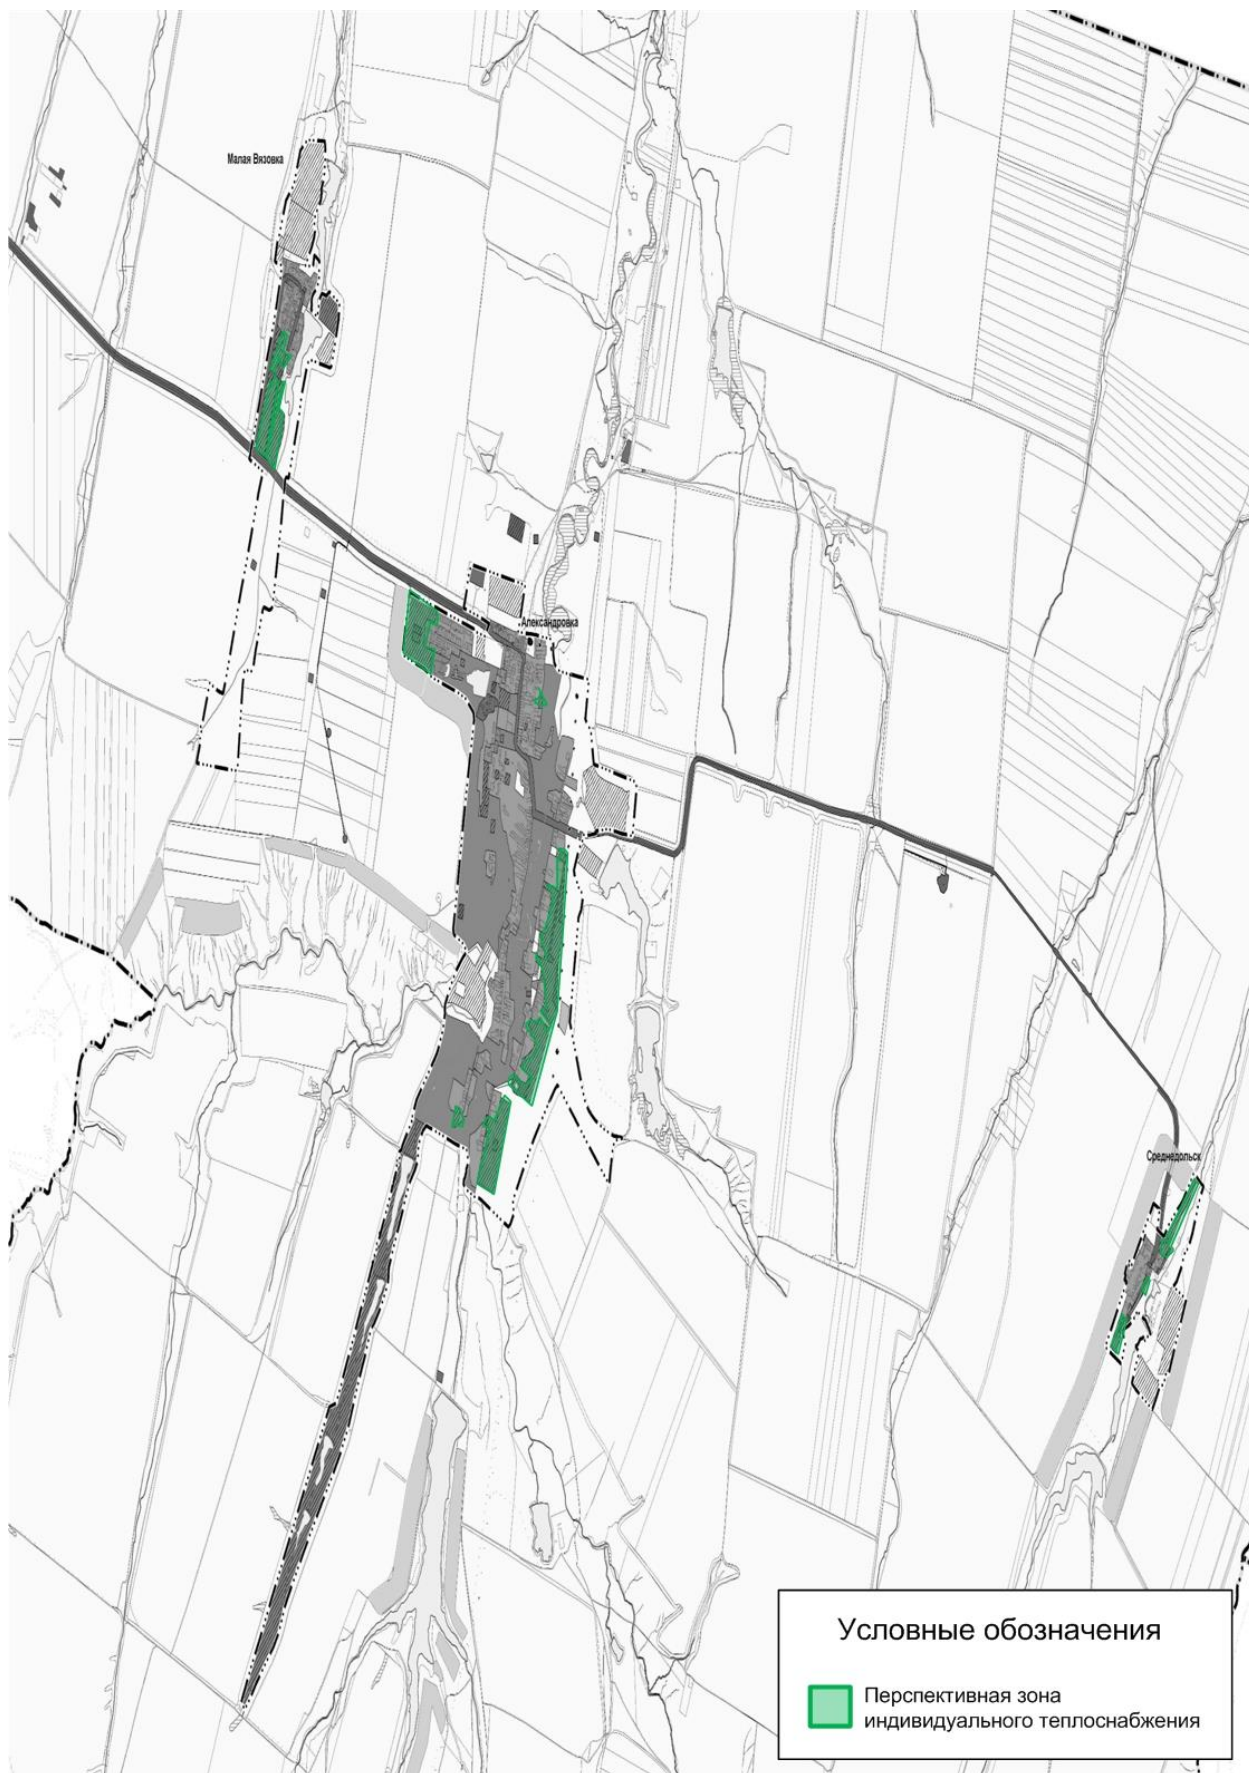 Малая Вязовка
Александровка
Среднедольск
Условные обозначения
Перспективная зона
индивидуального теплоснабжения